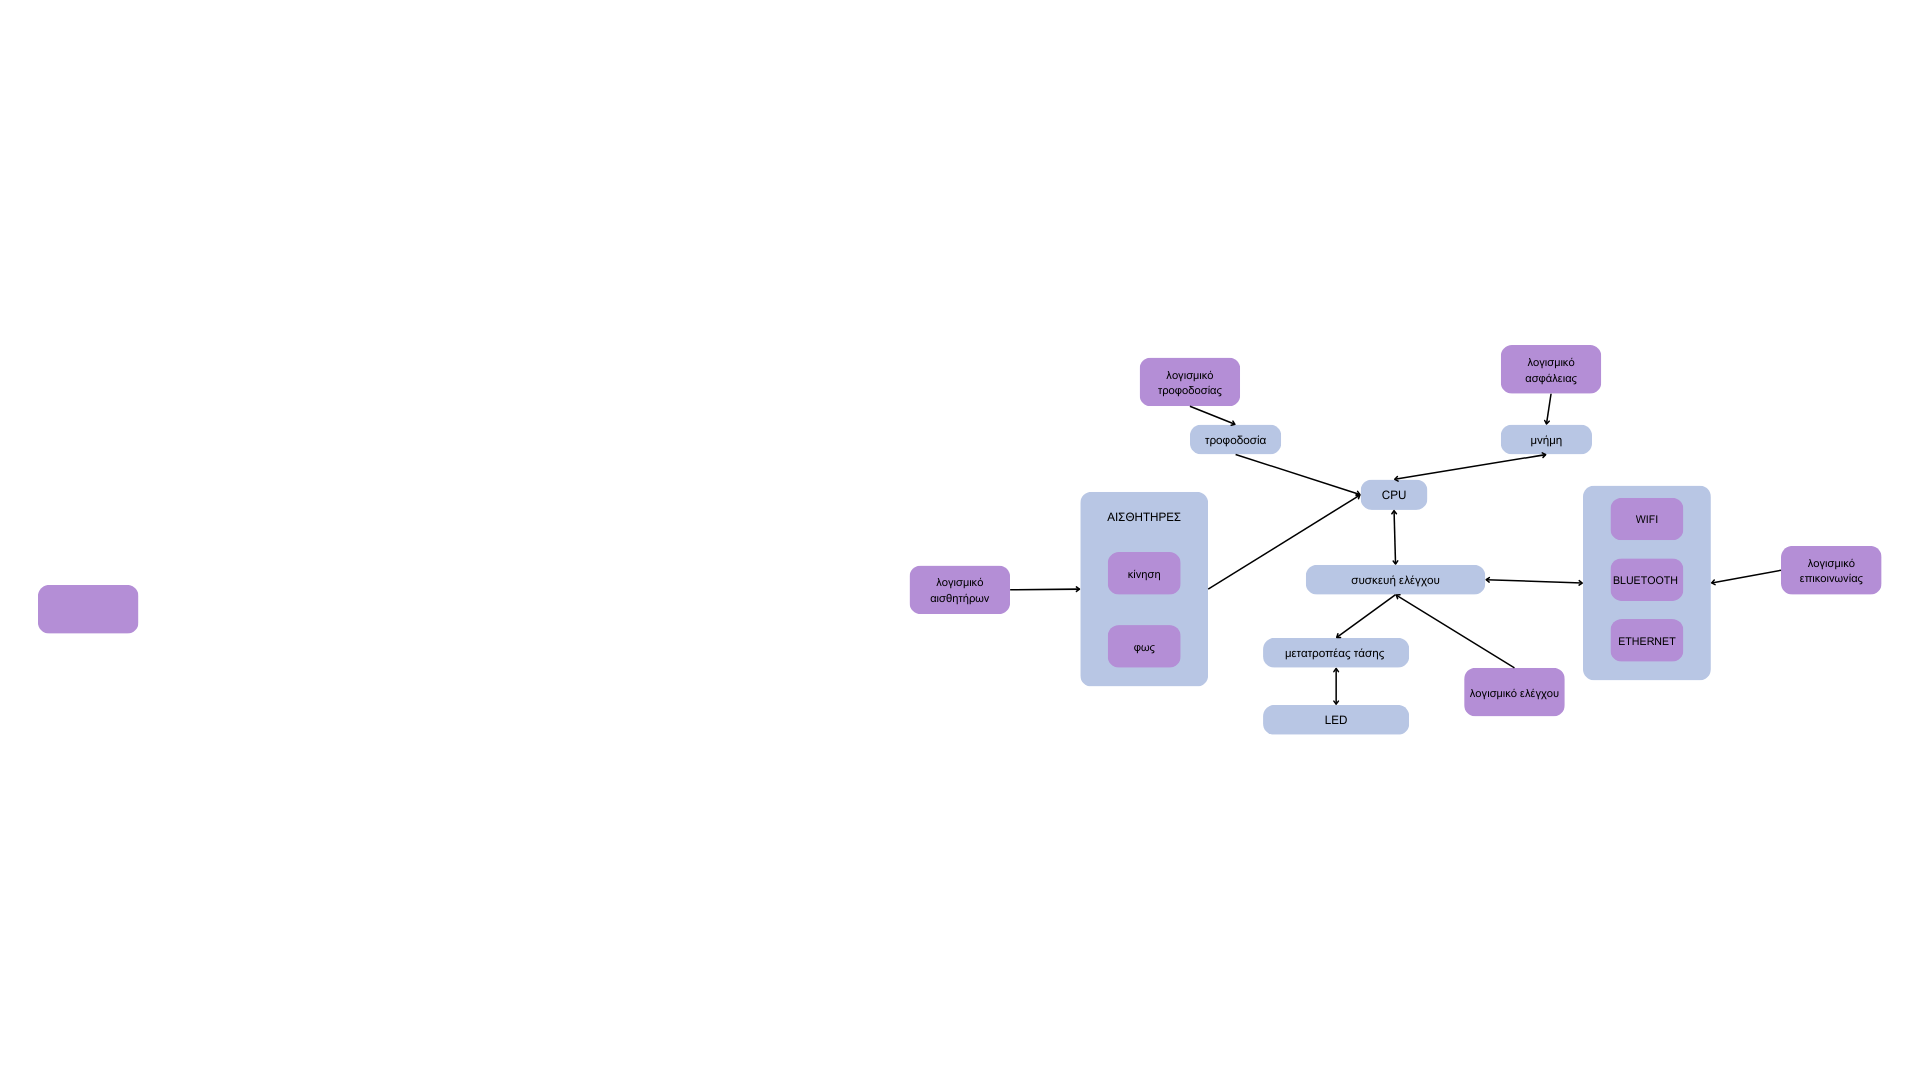 λογισμικό
τροφοδοσίας
λογισμικό
ασφάλειας
τροφοδοσία
μνήμη
CPU
ΑΙΣΘΗΤΗΡΕΣ
κίνηση
φως
λογισμικό
αισθητήρων
συσκευή ελέγχου
μετατροπέας τάσης
LED
λογισμικό ελέγχου
WIFI
BLUETOOTH
ETHERNET
λογισμικό
επικοινωνίας